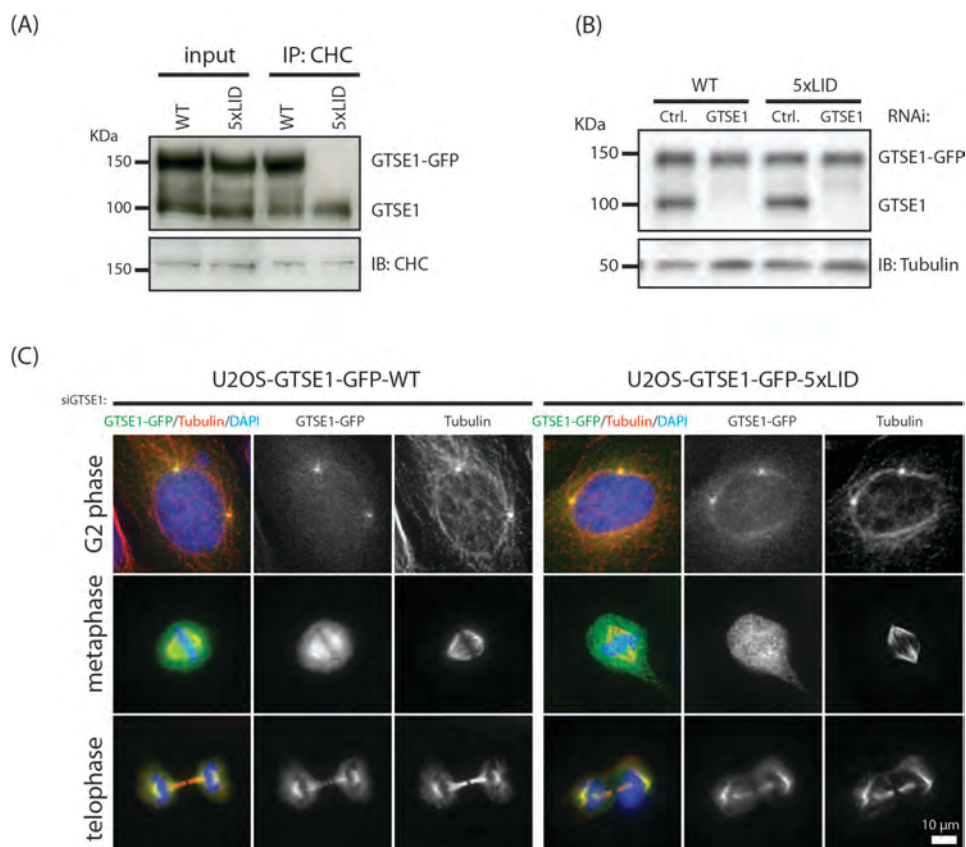 (A)
input IP: CHC
WT 5xLID WT 5xLID
KDa
150
GTSE1-GFP
100
GTSE1
150
IB: CHC
(B)
WT 5xLID
Ctrl. GTSE1 Ctrl. GTSE1 RNAi:
KDa
150
GTSE1-GFP
100
GTSE1
50
IB: Tubulin
(C)
U2OS-GTSE1-GFP-WT U2OS-GTSE1-GFP-5xLID
siGTSE1:
GTSE1-GFP/Tubulin/DAPI GTSE1-GFP Tubulin GTSE1-GFP/Tubulin/DAPI GTSE1-GFP Tubulin
G2 phase
metaphase
telophase
10 µm